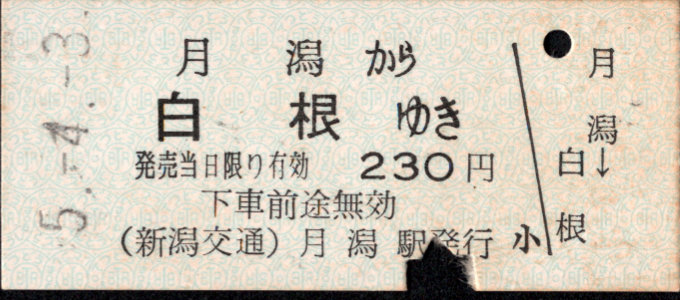 5.-4.-3.
月潟から
白根ゆき
発売当日限り有効 230円
下車前途無効
(新潟交通)月潟駅発行 小
月潟→白根